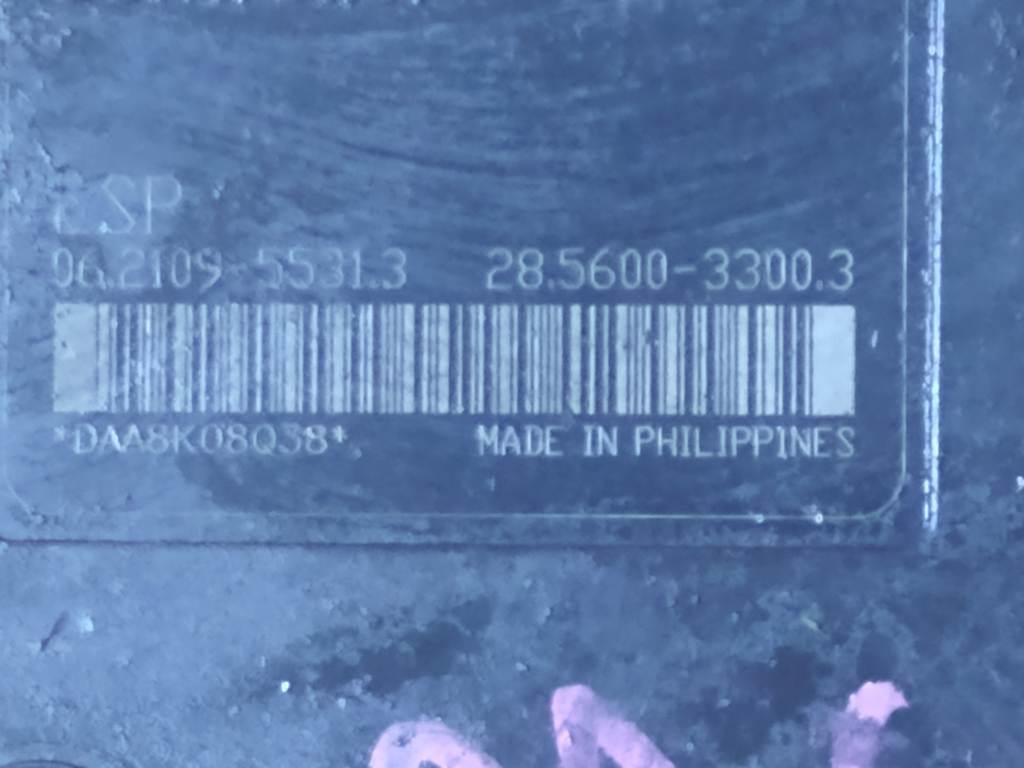 ESP
06.2109-5531.3 28.5600-3300.3
*DAA8K08Q38* MADE IN PHILIPPINES